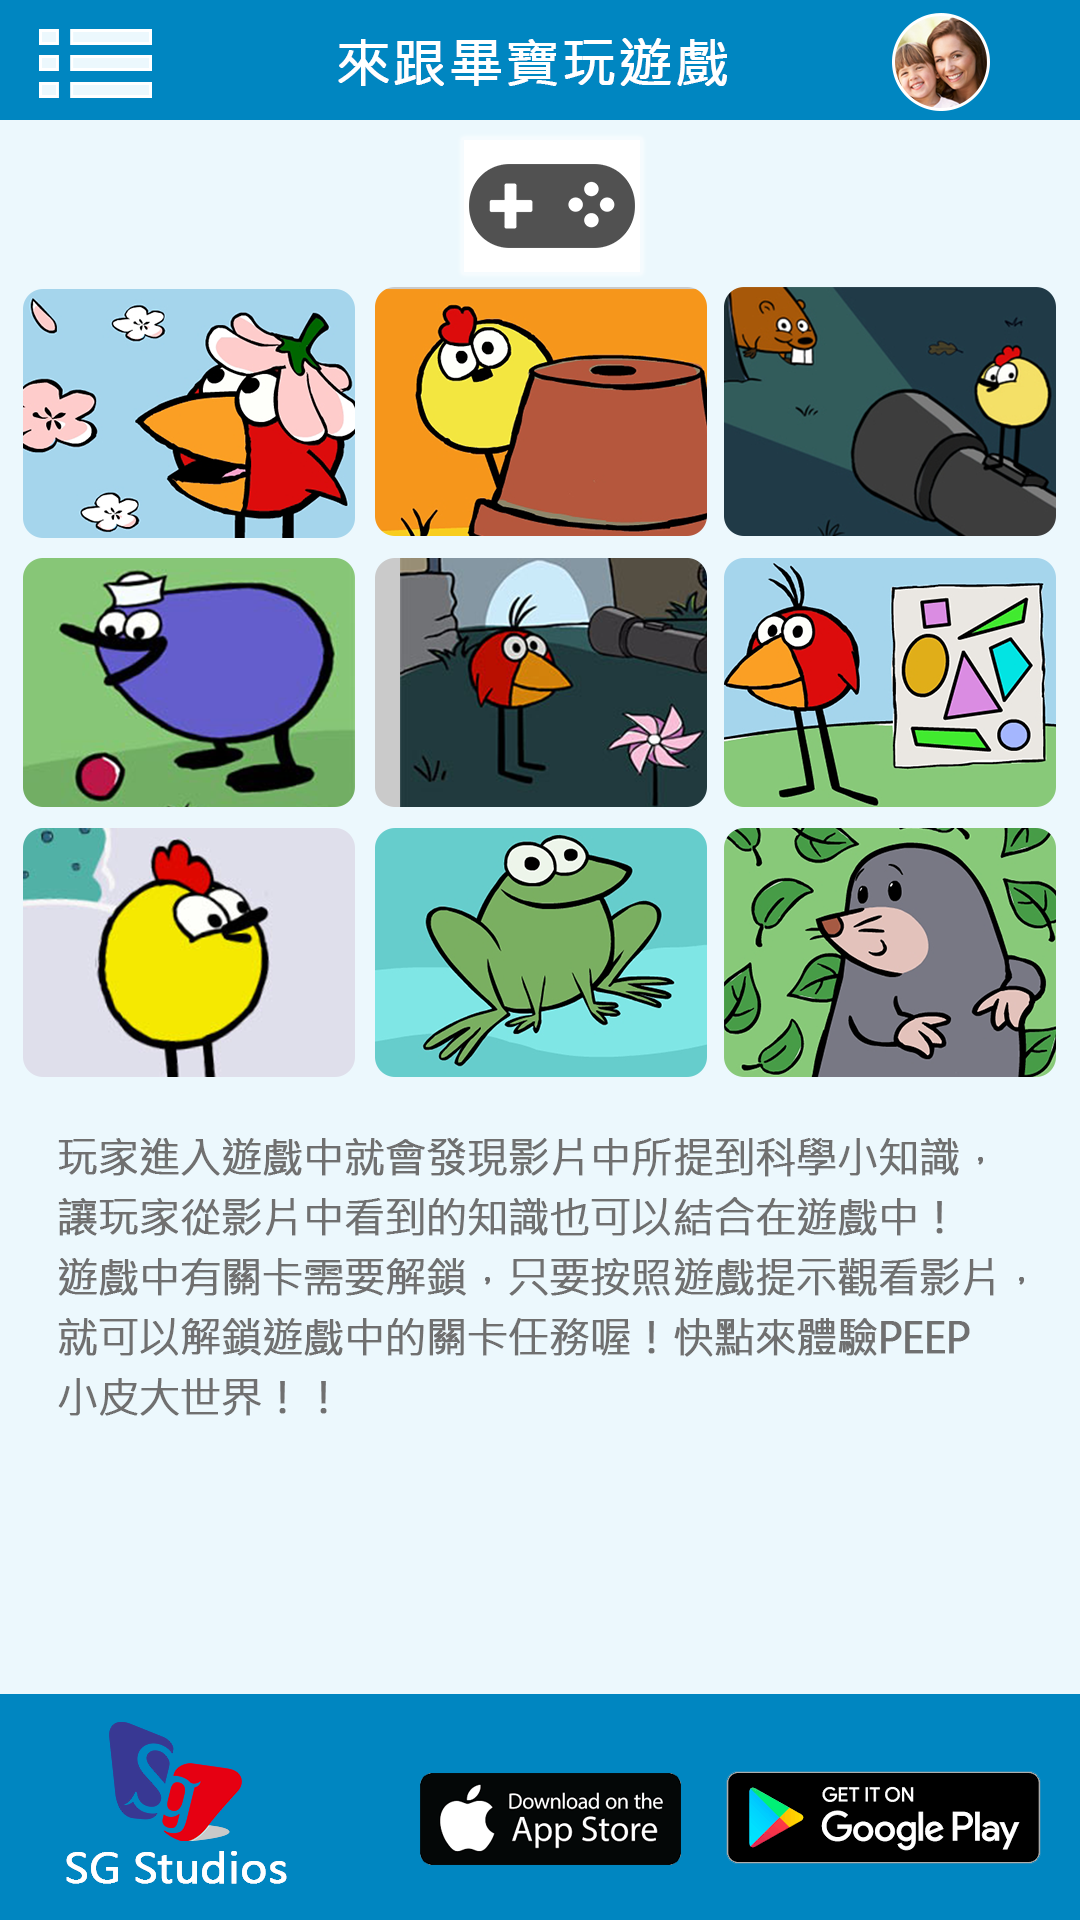 來跟畢寶玩遊戲
玩家進入遊戲中就會發現影片中所提到科學小知識，
讓玩家從影片中看到的知識也可以結合在遊戲中！
遊戲中有關卡需要解鎖，只要按照遊戲提示觀看影片，
就可以解鎖遊戲中的關卡任務喔！快點來體驗PEEP
小皮大世界！！
Sg
SG Studios
Download on the
App Store
GET IT ON
Google Play